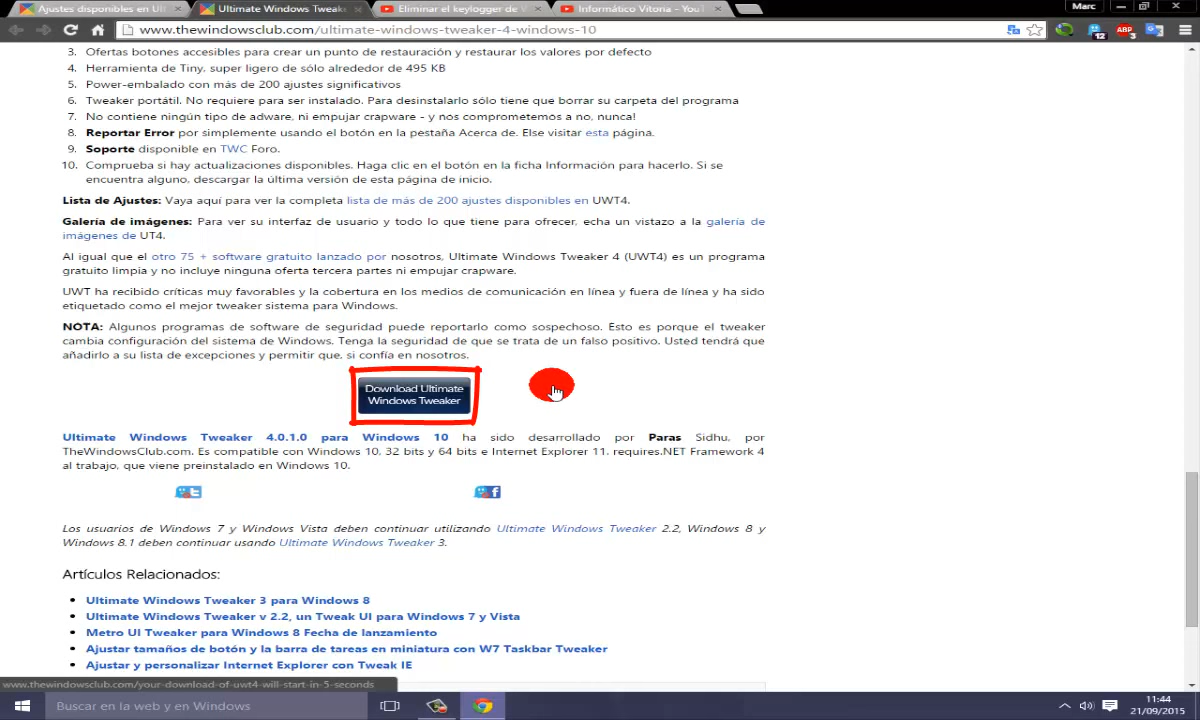 Ajustes disponibles en Ult
Ultimate Windows Tweake
Eliminar el keylogger de V
Informático Vitoria - YouT
Marc
www.thewindowsclub.com/ultimate-windows-tweaker-4-windows-10
12
ABP
3
3. Ofertas botones accesibles para crear un punto de restauración y restaurar los valores por defecto
4. Herramienta de Tiny, super ligero de sólo alrededor de 495 KB
5. Power-embalado con más de 200 ajustes significativos
6. Tweaker portátil. No requiere para ser instalado. Para desinstalarlo sólo tiene que borrar su carpeta del programa
7. No contiene ningún tipo de adware, ni empujar crapware - y nos comprometemos a no, nunca!
8. Reportar Error por simplemente usando el botón en la pestaña Acerca de. Else visitar esta página.
9. Soporte disponible en TWC Foro.
10. Comprueba si hay actualizaciones disponibles. Haga clic en el botón en la ficha Información para hacerlo. Si se
encuentra alguno, descargar la última versión de esta página de inicio.
Lista de Ajustes: Vaya aquí para ver la completa lista de más de 200 ajustes disponibles en UWT4.
Galería de imágenes: Para ver su interfaz de usuario y todo lo que tiene para ofrecer, echa un vistazo a la galería de
imágenes de UT4.
Al igual que el otro 75 + software gratuito lanzado por nosotros, Ultimate Windows Tweaker 4 (UWT4) es un programa
gratuito limpia y no incluye ninguna oferta tercera partes ni empujar crapware.
UWT ha recibido críticas muy favorables y la cobertura en los medios de comunicación en línea y fuera de línea y ha sido
etiquetado como el mejor tweaker sistema para Windows.
NOTA: Algunos programas de software de seguridad puede reportarlo como sospechoso. Esto es porque el tweaker
cambia configuración del sistema de Windows. Tenga la seguridad de que se trata de un falso positivo. Usted tendrá que
añadirlo a su lista de excepciones y permitir que, si confía en nosotros.
Download Ultimate
Windows Tweaker
Ultimate Windows Tweaker 4.0.1.0 para Windows 10 ha sido desarrollado por Paras Sidhu, por
TheWindowsClub.com. Es compatible con Windows 10, 32 bits y 64 bits e Internet Explorer 11. requires.NET Framework 4
al trabajo, que viene preinstalado en Windows 10.
Los usuarios de Windows 7 y Windows Vista deben continuar utilizando Ultimate Windows Tweaker 2.2, Windows 8 y
Windows 8.1 deben continuar usando Ultimate Windows Tweaker 3.
Artículos Relacionados:
Ultimate Windows Tweaker 3 para Windows 8
Ultimate Windows Tweaker v 2.2, un Tweak UI para Windows 7 y Vista
Metro UI Tweaker para Windows 8 Fecha de lanzamiento
Ajustar tamaños de botón y la barra de tareas en miniatura con W7 Taskbar Tweaker
Ajustar y personalizar Internet Explorer con Tweak IE
www.thewindowsclub.com/your-download-of-uwt4-will-start-in-5-seconds
Buscar en la web y en Windows
11:44
21/09/2015